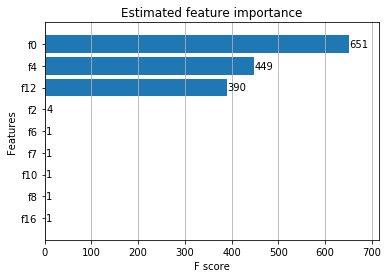 Estimated feature importance
f0 651
f4 449
f12 390
f2 4
f6 1
f7 1
f10 1
f8 1
f16 1
Features
0 100 200 300 400 500 600 700
F score